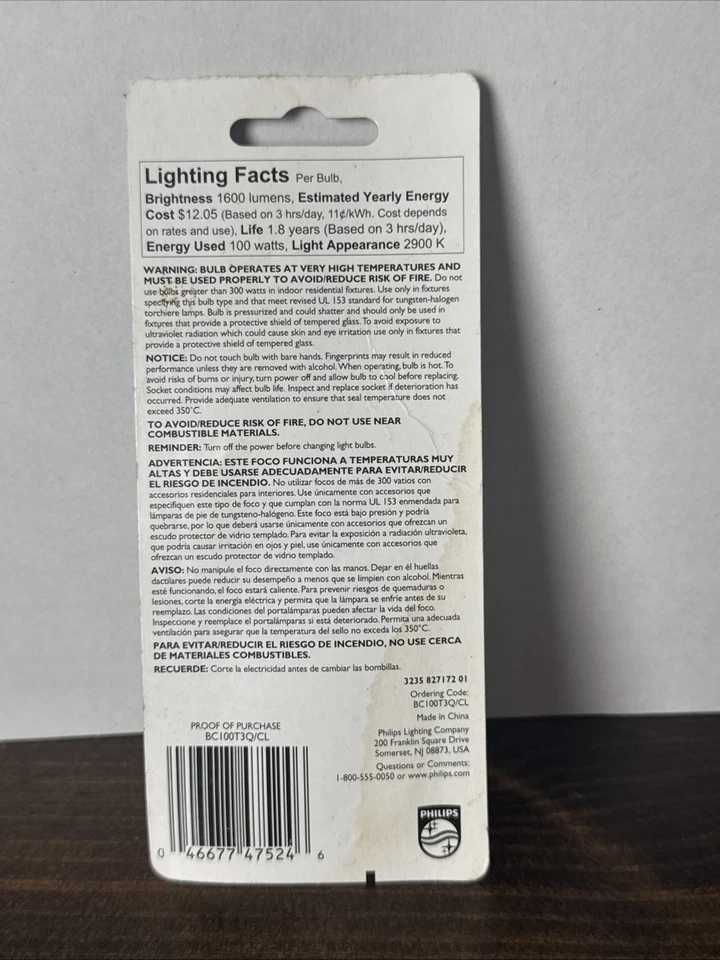 Lighting Facts Per Bulb,
Brightness 1600 lumens, Estimated Yearly Energy
Cost $12.05 (Based on 3 hrs/day, 11¢/kWh. Cost depends
on rates and use), Life 1.8 years (Based on 3 hrs/day),
Energy Used 100 watts, Light Appearance 2900 K
WARNING: BULB OPERATES AT VERY HIGH TEMPERATURES AND
MUST BE USED PROPERLY TO AVOID/REDUCE RISK OF FIRE. Do not
use bulbs greater than 300 watts in indoor residential fixtures. Use only in fixtures
specifying this bulb type and that meet revised UL 153 standard for tungsten-halogen
torchiere lamps. Bulb is pressurized and could shatter and should only be used in
fixtures that provide a protective shield of tempered glass. To avoid exposure to
ultraviolet radiation which could cause skin and eye irritation use only in fixtures that
provide a protective shield of tempered glass.
NOTICE: Do not touch bulb with bare hands. Fingerprints may result in reduced
performance unless they are removed with alcohol. When operating, bulb is hot. To
avoid risks of burns or injury, turn power off and allow bulb to cool before replacing.
Socket conditions may affect bulb life. Inspect and replace socket if deterioration has
occurred. Provide adequate ventilation to ensure that seal temperature does not
exceed 350°C.
TO AVOID/REDUCE RISK OF FIRE, DO NOT USE NEAR
COMBUSTIBLE MATERIALS.
REMINDER: Turn off the power before changing light bulbs.
ADVERTENCIA: ESTE FOCO FUNCIONA A TEMPERATURAS MUY
ALTAS Y DEBE USARSE ADECUADAMENTE PARA EVITAR/REDUCIR
EL RIESGO DE INCENDIO. No utilizar focos de más de 300 vatios con
accesorios residenciales para interiores. Use únicamente con accesorios que
especifiquen este tipo de foco y que cumplan con la norma UL 153 enmendada para
lámparas de pie de tungsteno-halógeno. Este foco está bajo presión y podría
quebrarse, por lo que deberá usarse únicamente con accesorios que ofrezcan un
escudo protector de vidrio templado. Para evitar la exposición a radiación ultravioleta,
que podría causar irritación en ojos y piel, use únicamente con accesorios que
ofrezcan un escudo protector de vidrio templado.
AVISO: No manipule el foco directamente con las manos. Dejar en él huellas
dactilares puede reducir su desempeño a menos que se limpien con alcohol. Mientras
esté funcionando, el foco estará caliente. Para prevenir riesgos de quemaduras o
lesiones, corte la energía eléctrica y permita que la lámpara se enfríe antes de su
reemplazo. Las condiciones del portalámparas pueden afectar la vida del foco.
Inspeccione y reemplace el portalámparas si está deteriorado. Permita una adecuada
ventilación para asegurar que la temperatura del sello no exceda los 350°C.
PARA EVITAR/REDUCIR EL RIESGO DE INCENDIO, NO USE CERCA
DE MATERIALES COMBUSTIBLES.
RECUERDE: Corte la electricidad antes de cambiar las bombillas.
3235 827172 01
Ordering Code:
BC100T3Q/CL
Made in China
Philips Lighting Company
200 Franklin Square Drive
Somerset, NJ 08873, USA
Questions or Comments:
1-800-555-0050 or www.philips.com
PROOF OF PURCHASE
BC100T3Q/CL
0 46677 47524 6
PHILIPS